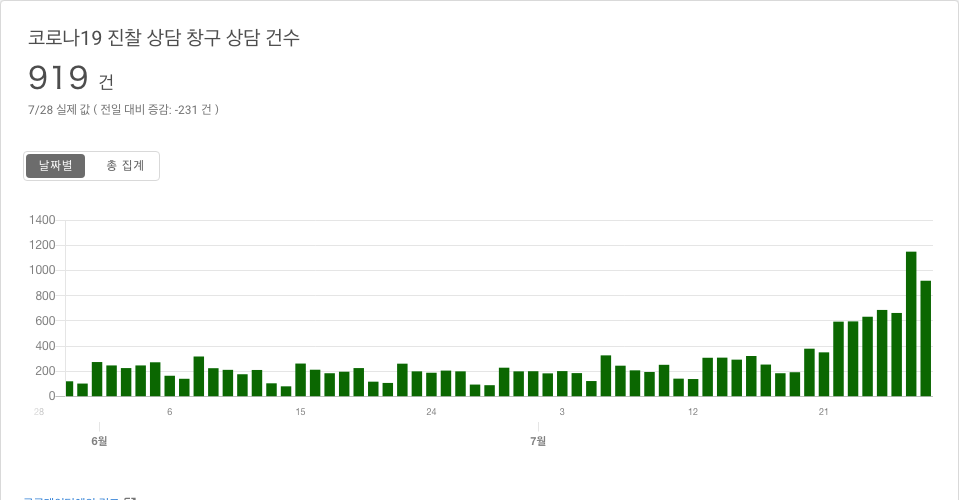 코로나19 진찰 상담 창구 상담 건수
919 건
7/28 실제 값 ( 전일 대비 증감: -231 건 )
날짜별 총 집계
1400
1200
1000
800
600
400
200
0
28 6 15 24 3 12 21
6월 7월